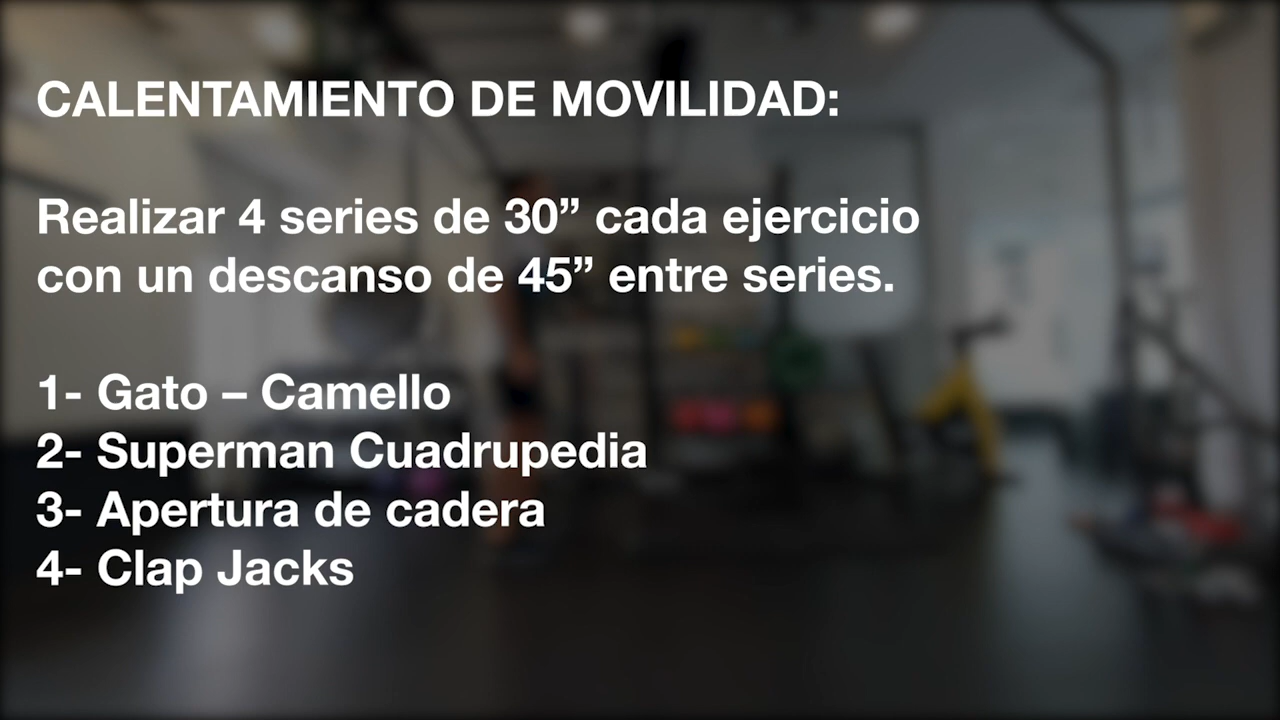 CALENTAMIENTO DE MOVILIDAD:
Realizar 4 series de 30” cada ejercicio
con un descanso de 45” entre series.
1- Gato – Camello
2- Superman Cuadrupedia
3- Apertura de cadera
4- Clap Jacks